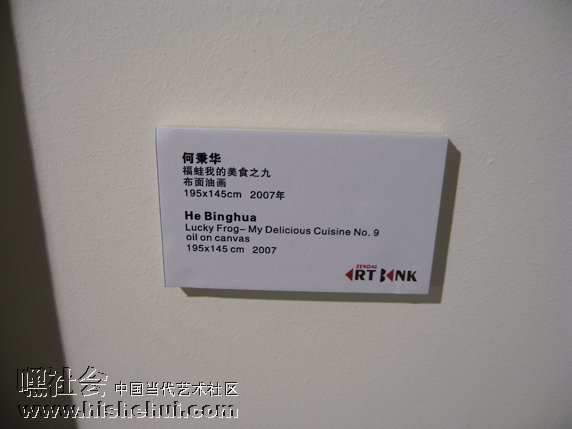 何秉华
福蛙我的美食之九
布面油画
195x145cm 2007年
He Binghua
Lucky Frog– My Delicious Cuisine No. 9
oil on canvas
195x145 cm 2007
ZENDAI
ART BANK
嘿社会 中国当代艺术社区
www.hishehui.com